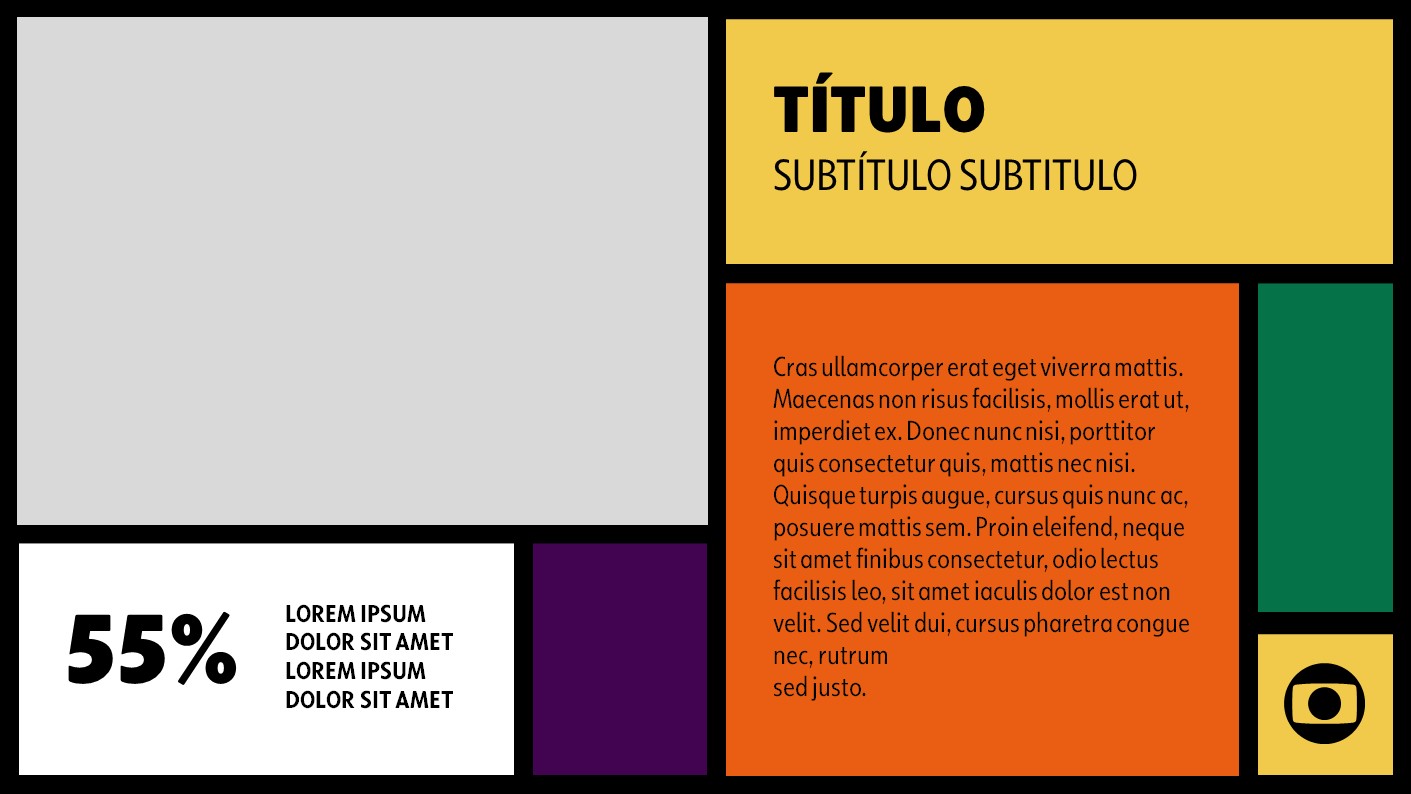 TÍTULO
SUBTÍTULO SUBTITULO
Cras ullamcorper erat eget viverra mattis.
Maecenas non risus facilisis, mollis erat ut,
imperdiet ex. Donec nunc nisi, porttitor
quis consectetur quis, mattis nec nisi.
Quisque turpis augue, cursus quis nunc ac,
posuere mattis sem. Proin eleifend, neque
sit amet finibus consectetur, odio lectus
facilisis leo, sit amet iaculis dolor est non
velit. Sed velit dui, cursus pharetra congue
nec, rutrum
sed justo.
55%
LOREM IPSUM
DOLOR SIT AMET
LOREM IPSUM
DOLOR SIT AMET